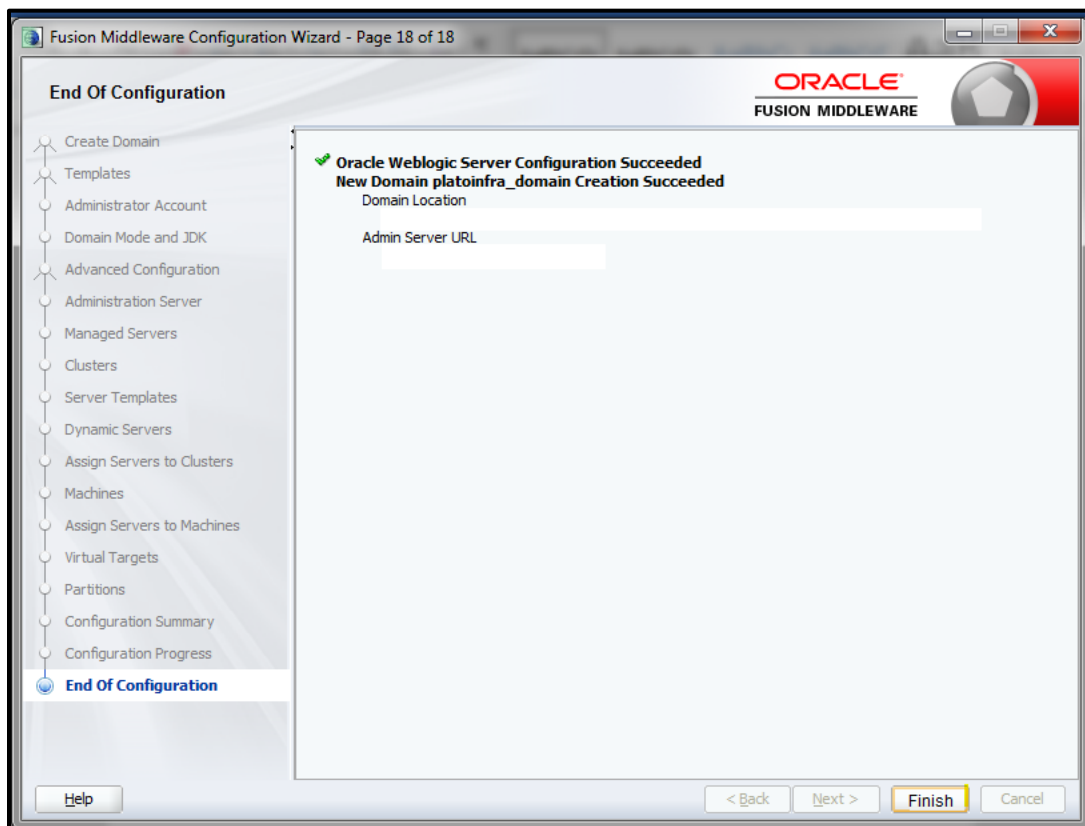 Fusion Middleware Configuration Wizard - Page 18 of 18
End Of Configuration
ORACLE
FUSION MIDDLEWARE
Create Domain
Templates
Administrator Account
Domain Mode and JDK
Advanced Configuration
Administration Server
Managed Servers
Clusters
Server Templates
Dynamic Servers
Assign Servers to Clusters
Machines
Assign Servers to Machines
Virtual Targets
Partitions
Configuration Summary
Configuration Progress
End Of Configuration
Oracle Weblogic Server Configuration Succeeded
New Domain platoinfra_domain Creation Succeeded
Domain Location
Admin Server URL
Help
< Back
Next >
Finish
Cancel